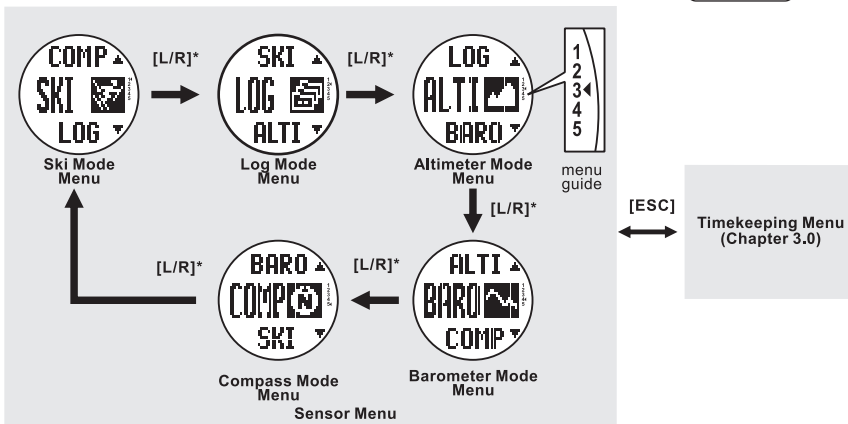 COMP
SKI
LOG
Ski Mode
Menu
[L/R]*
SKI
LOG
ALTI
Log Mode
Menu
[L/R]*
LOG
ALTI
BARO
Altimeter Mode
Menu
1
2
3
4
5
menu
guide
[L/R]*
ALTI
BARO
COMP
Barometer Mode
Menu
[L/R]*
BARO
COMP N
SKI
Compass Mode
Menu
[L/R]*
Sensor Menu
[ESC]
Timekeeping Menu
(Chapter 3.0)